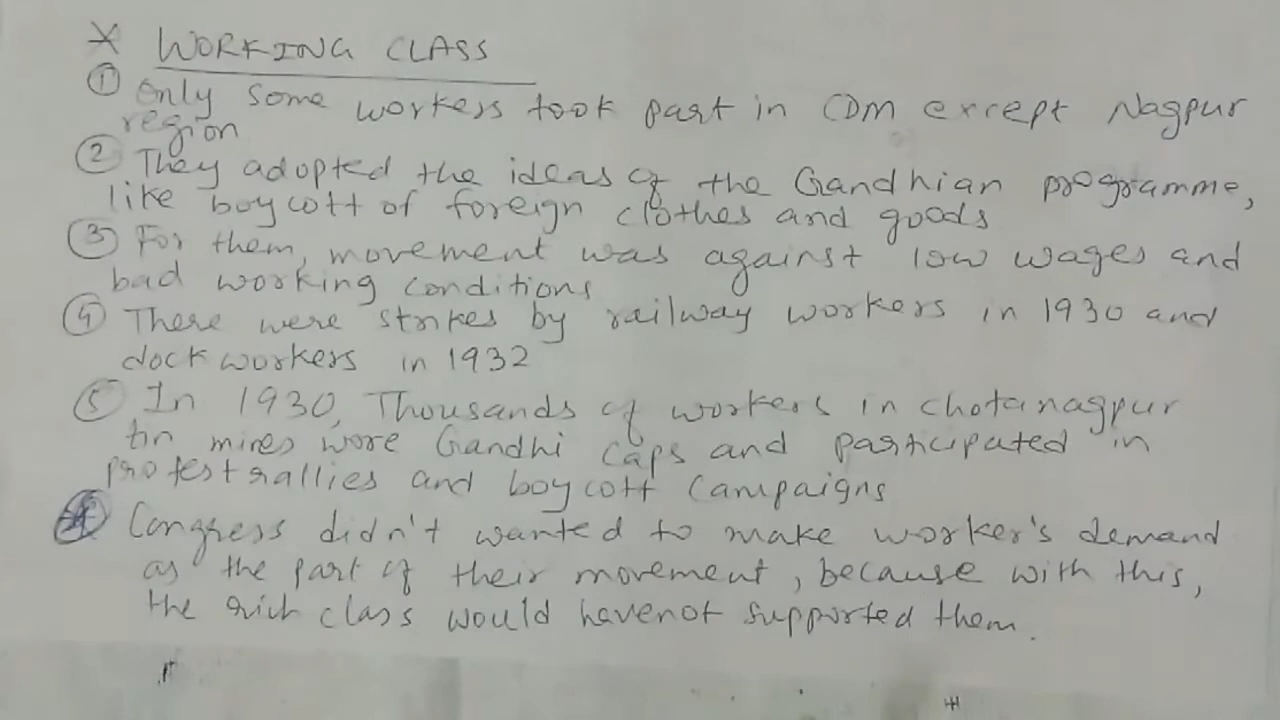 * WORKING CLASS
① Only some workers took part in CDM except Nagpur
region
② They adopted the ideas of the Gandhian programme,
like boycott of foreign clothes and goods
③ For them, movement was against low wages and
bad working conditions
④ There were strikes by railway workers in 1930 and
dock workers in 1932
⑤ In 1930, Thousands of workers in chotanagpur
tin mines wore Gandhi caps and participated in
protest rallies and boycott campaigns
Congress didn't wanted to make worker's demand
as the part of their movement, because with this,
the rich class would have not supported them.